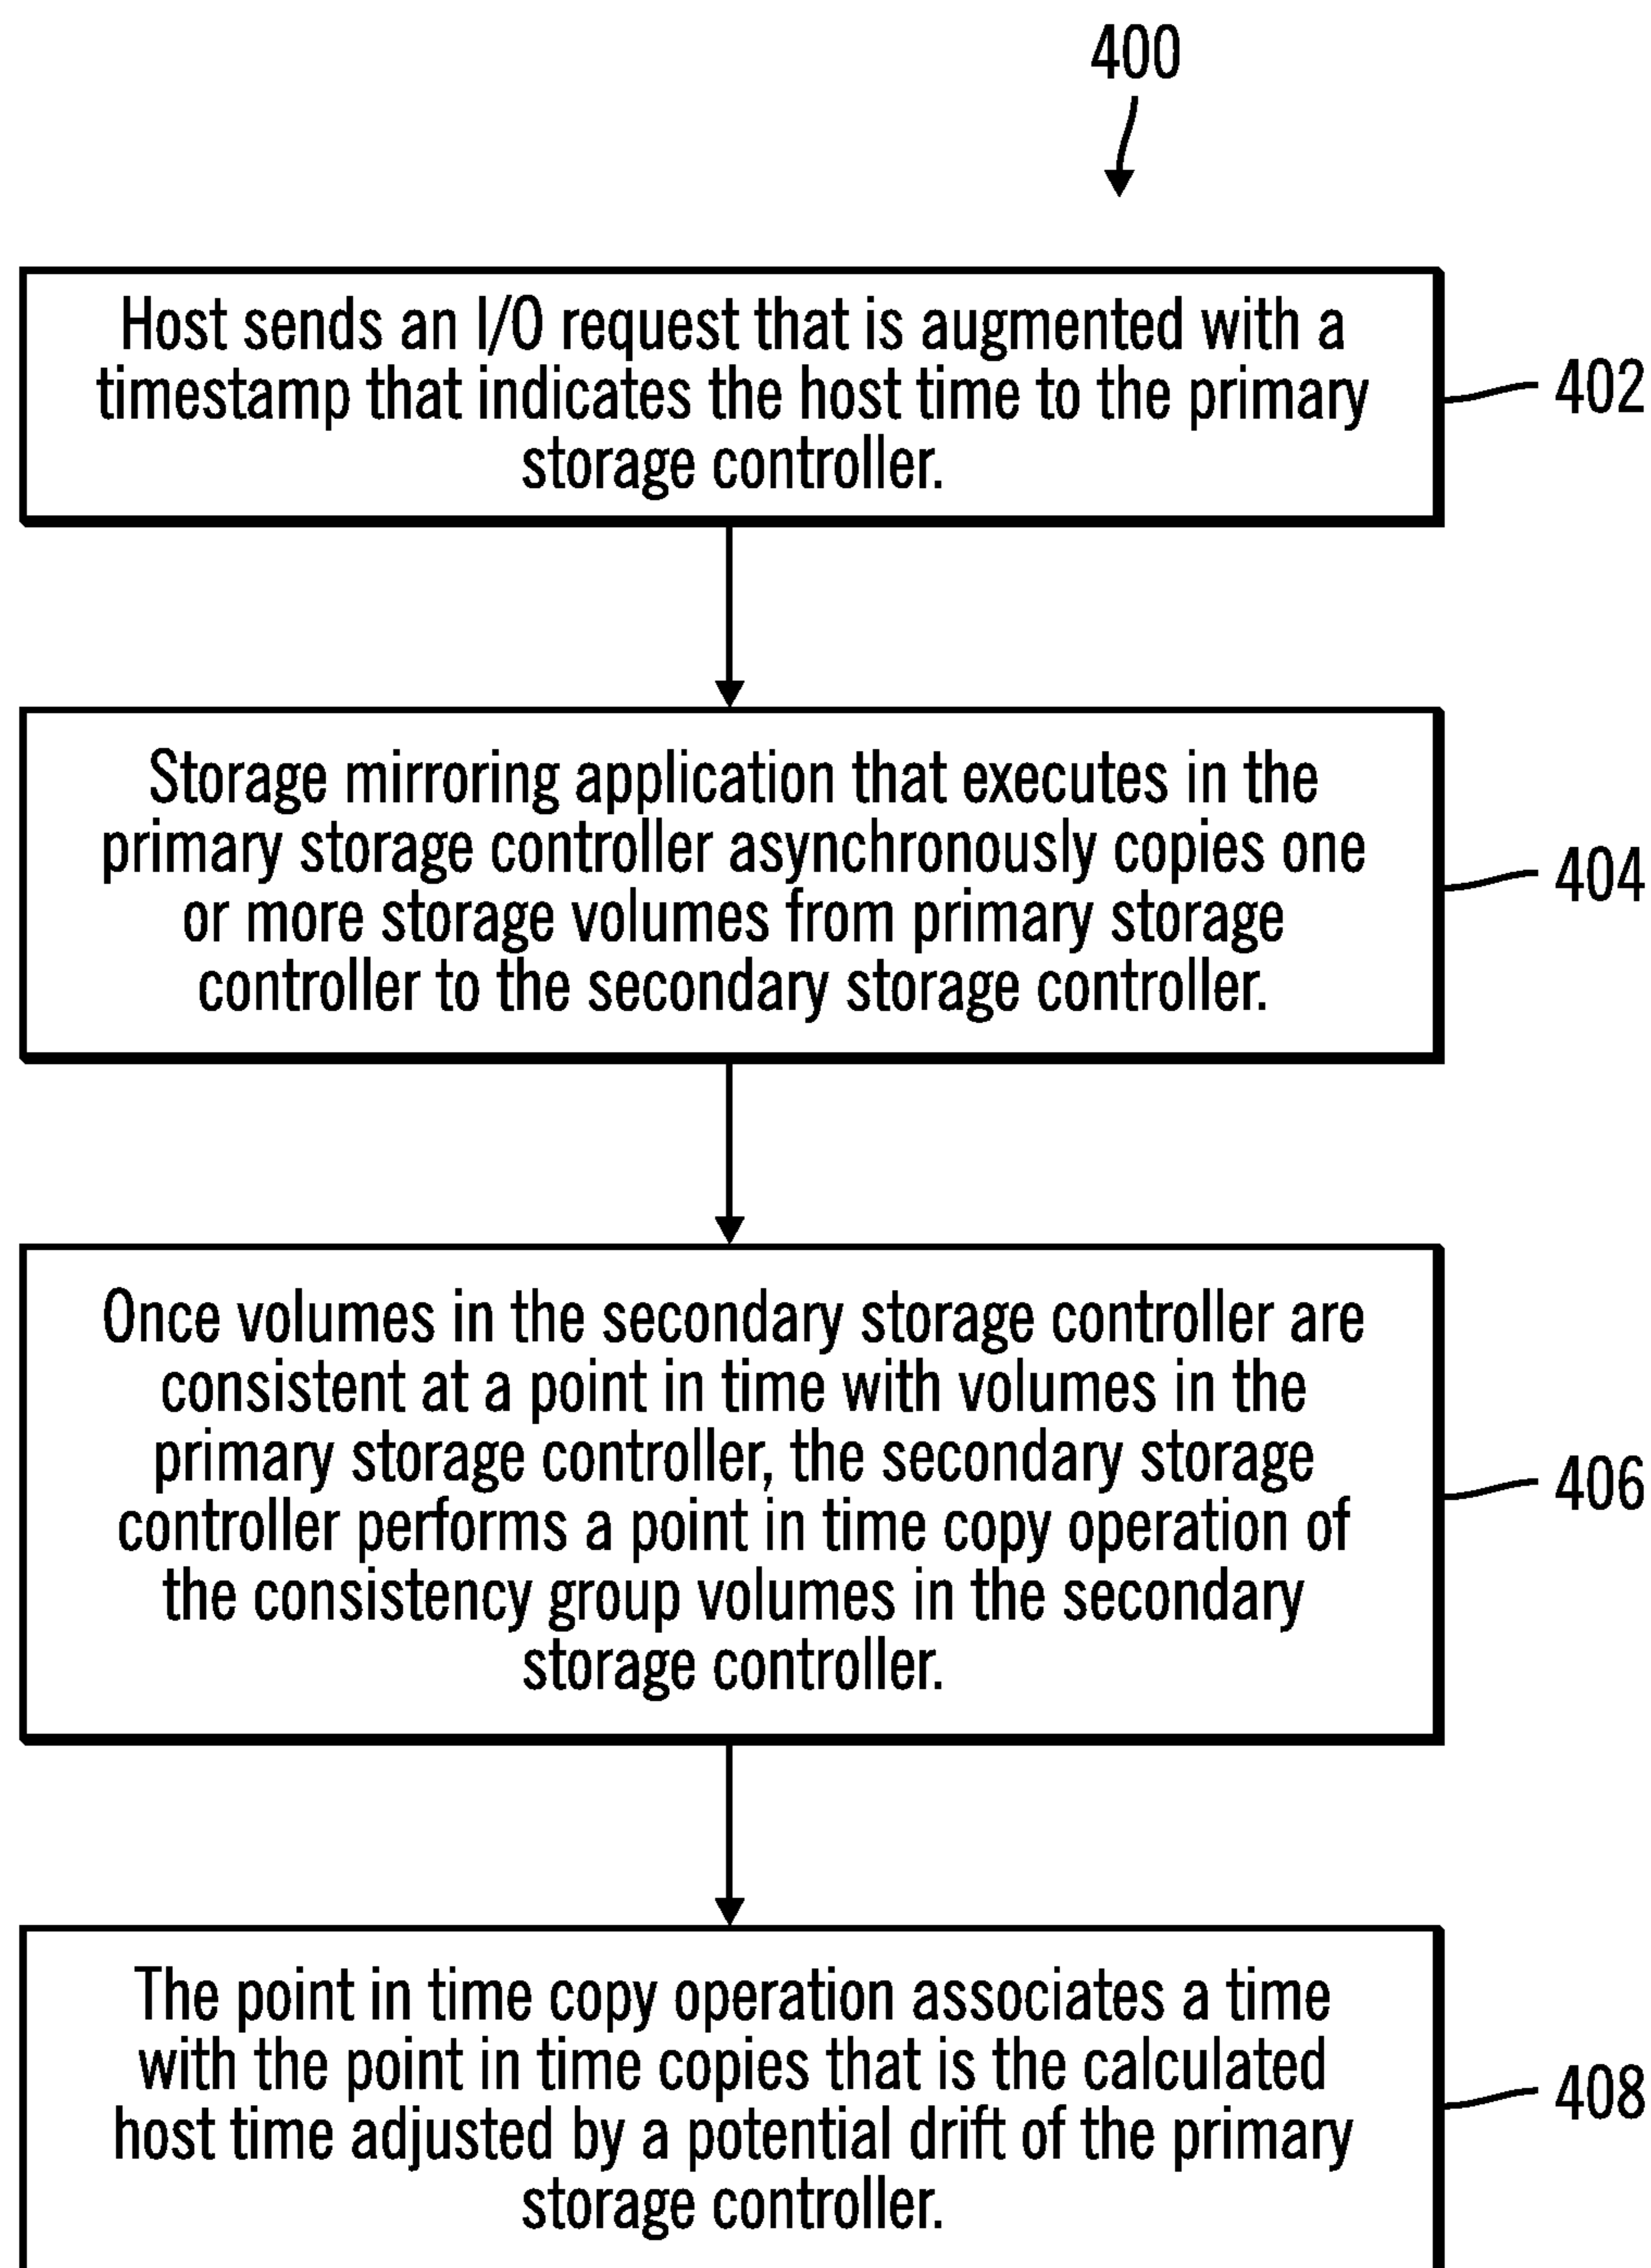 400
Host sends an I/O request that is augmented with a
timestamp that indicates the host time to the primary
storage controller.
402
Storage mirroring application that executes in the
primary storage controller asynchronously copies one
or more storage volumes from primary storage
controller to the secondary storage controller.
404
Once volumes in the secondary storage controller are
consistent at a point in time with volumes in the
primary storage controller, the secondary storage
controller performs a point in time copy operation of
the consistency group volumes in the secondary
storage controller.
406
The point in time copy operation associates a time
with the point in time copies that is the calculated
host time adjusted by a potential drift of the primary
storage controller.
408